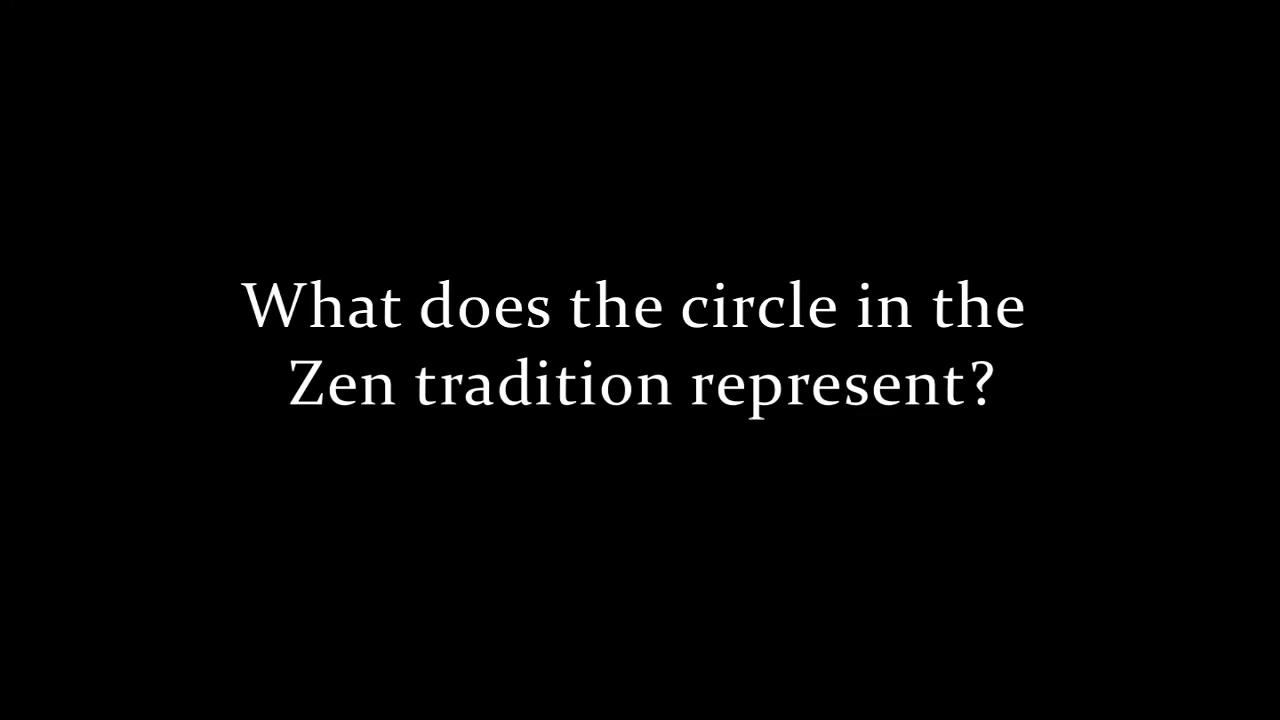 What does the circle in the
Zen tradition represent?